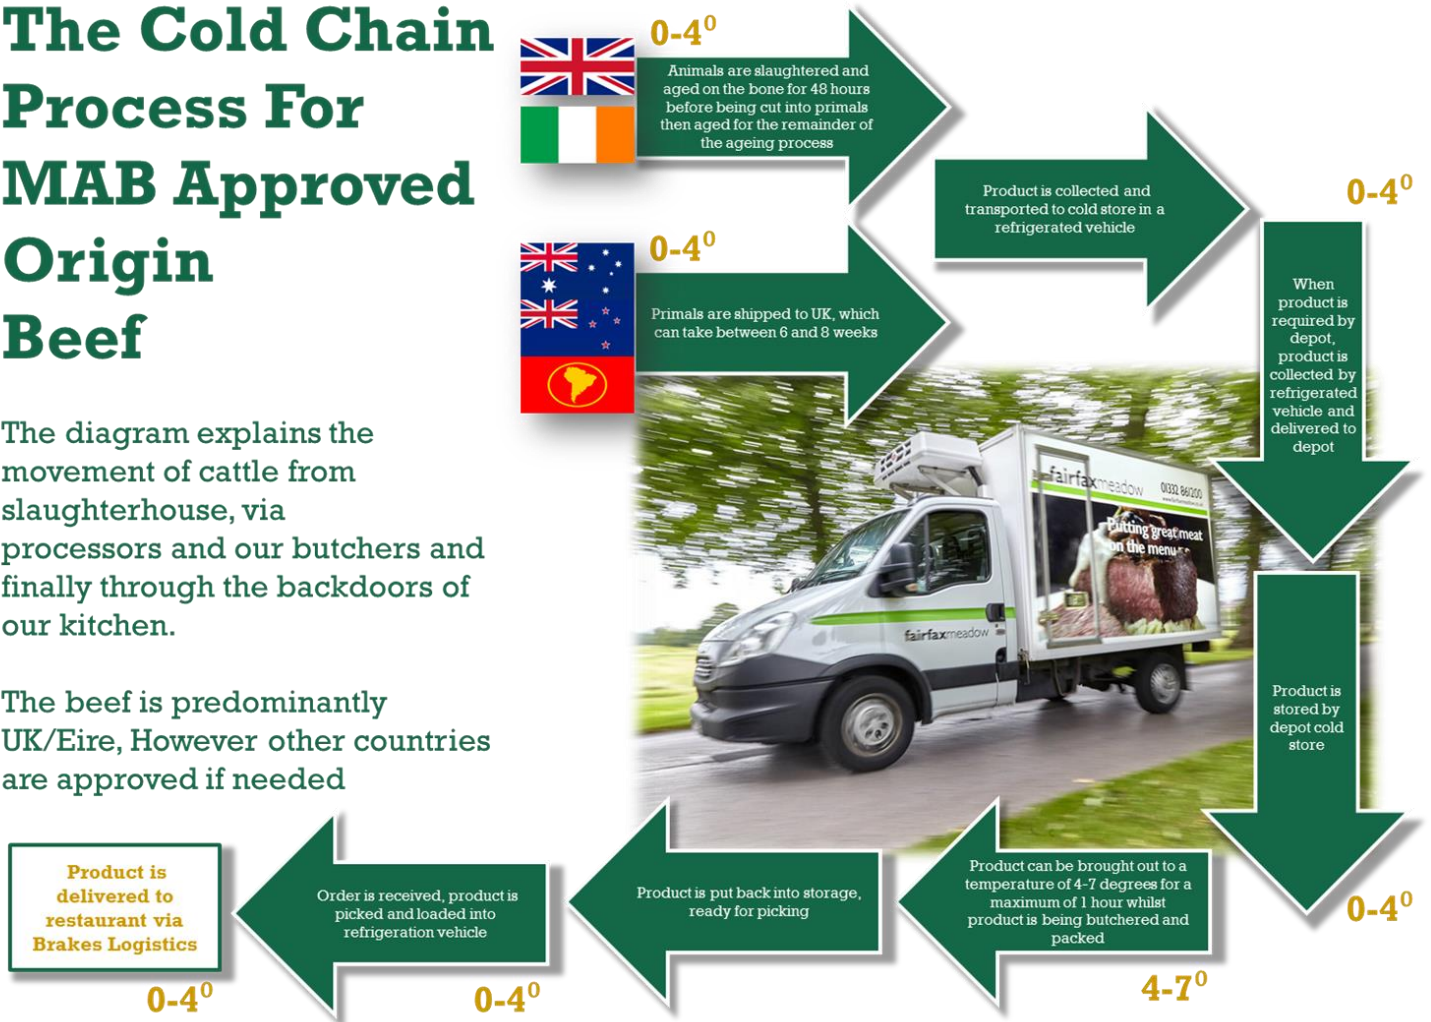 The Cold Chain
Process For
MAB Approved
Origin
Beef
The diagram explains the
movement of cattle from
slaughterhouse, via
processors and our butchers and
finally through the backdoors of
our kitchen.
The beef is predominantly
UK/Eire, However other countries
are approved if needed
0-4⁰
Animals are slaughtered and
aged on the bone for 48 hours
before being cut into primals
then aged for the remainder of
the ageing process
0-4⁰
Primals are shipped to UK, which
can take between 6 and 8 weeks
Product is collected and
transported to cold store in a
refrigerated vehicle
0-4⁰
When
product is
required by
depot,
product is
collected by
refrigerated
vehicle and
delivered to
depot
fairfaxmeadow
Putting great meat
on the menu
fairfaxmeadow
Product is
stored by
depot cold
store
0-4⁰
Product can be brought out to a
temperature of 4-7 degrees for a
maximum of 1 hour whilst
product is being butchered and
packed
4-7⁰
Product is put back into storage,
ready for picking
Order is received, product is
picked and loaded into
refrigeration vehicle
0-4⁰
Product is
delivered to
restaurant via
Brakes Logistics
0-4⁰